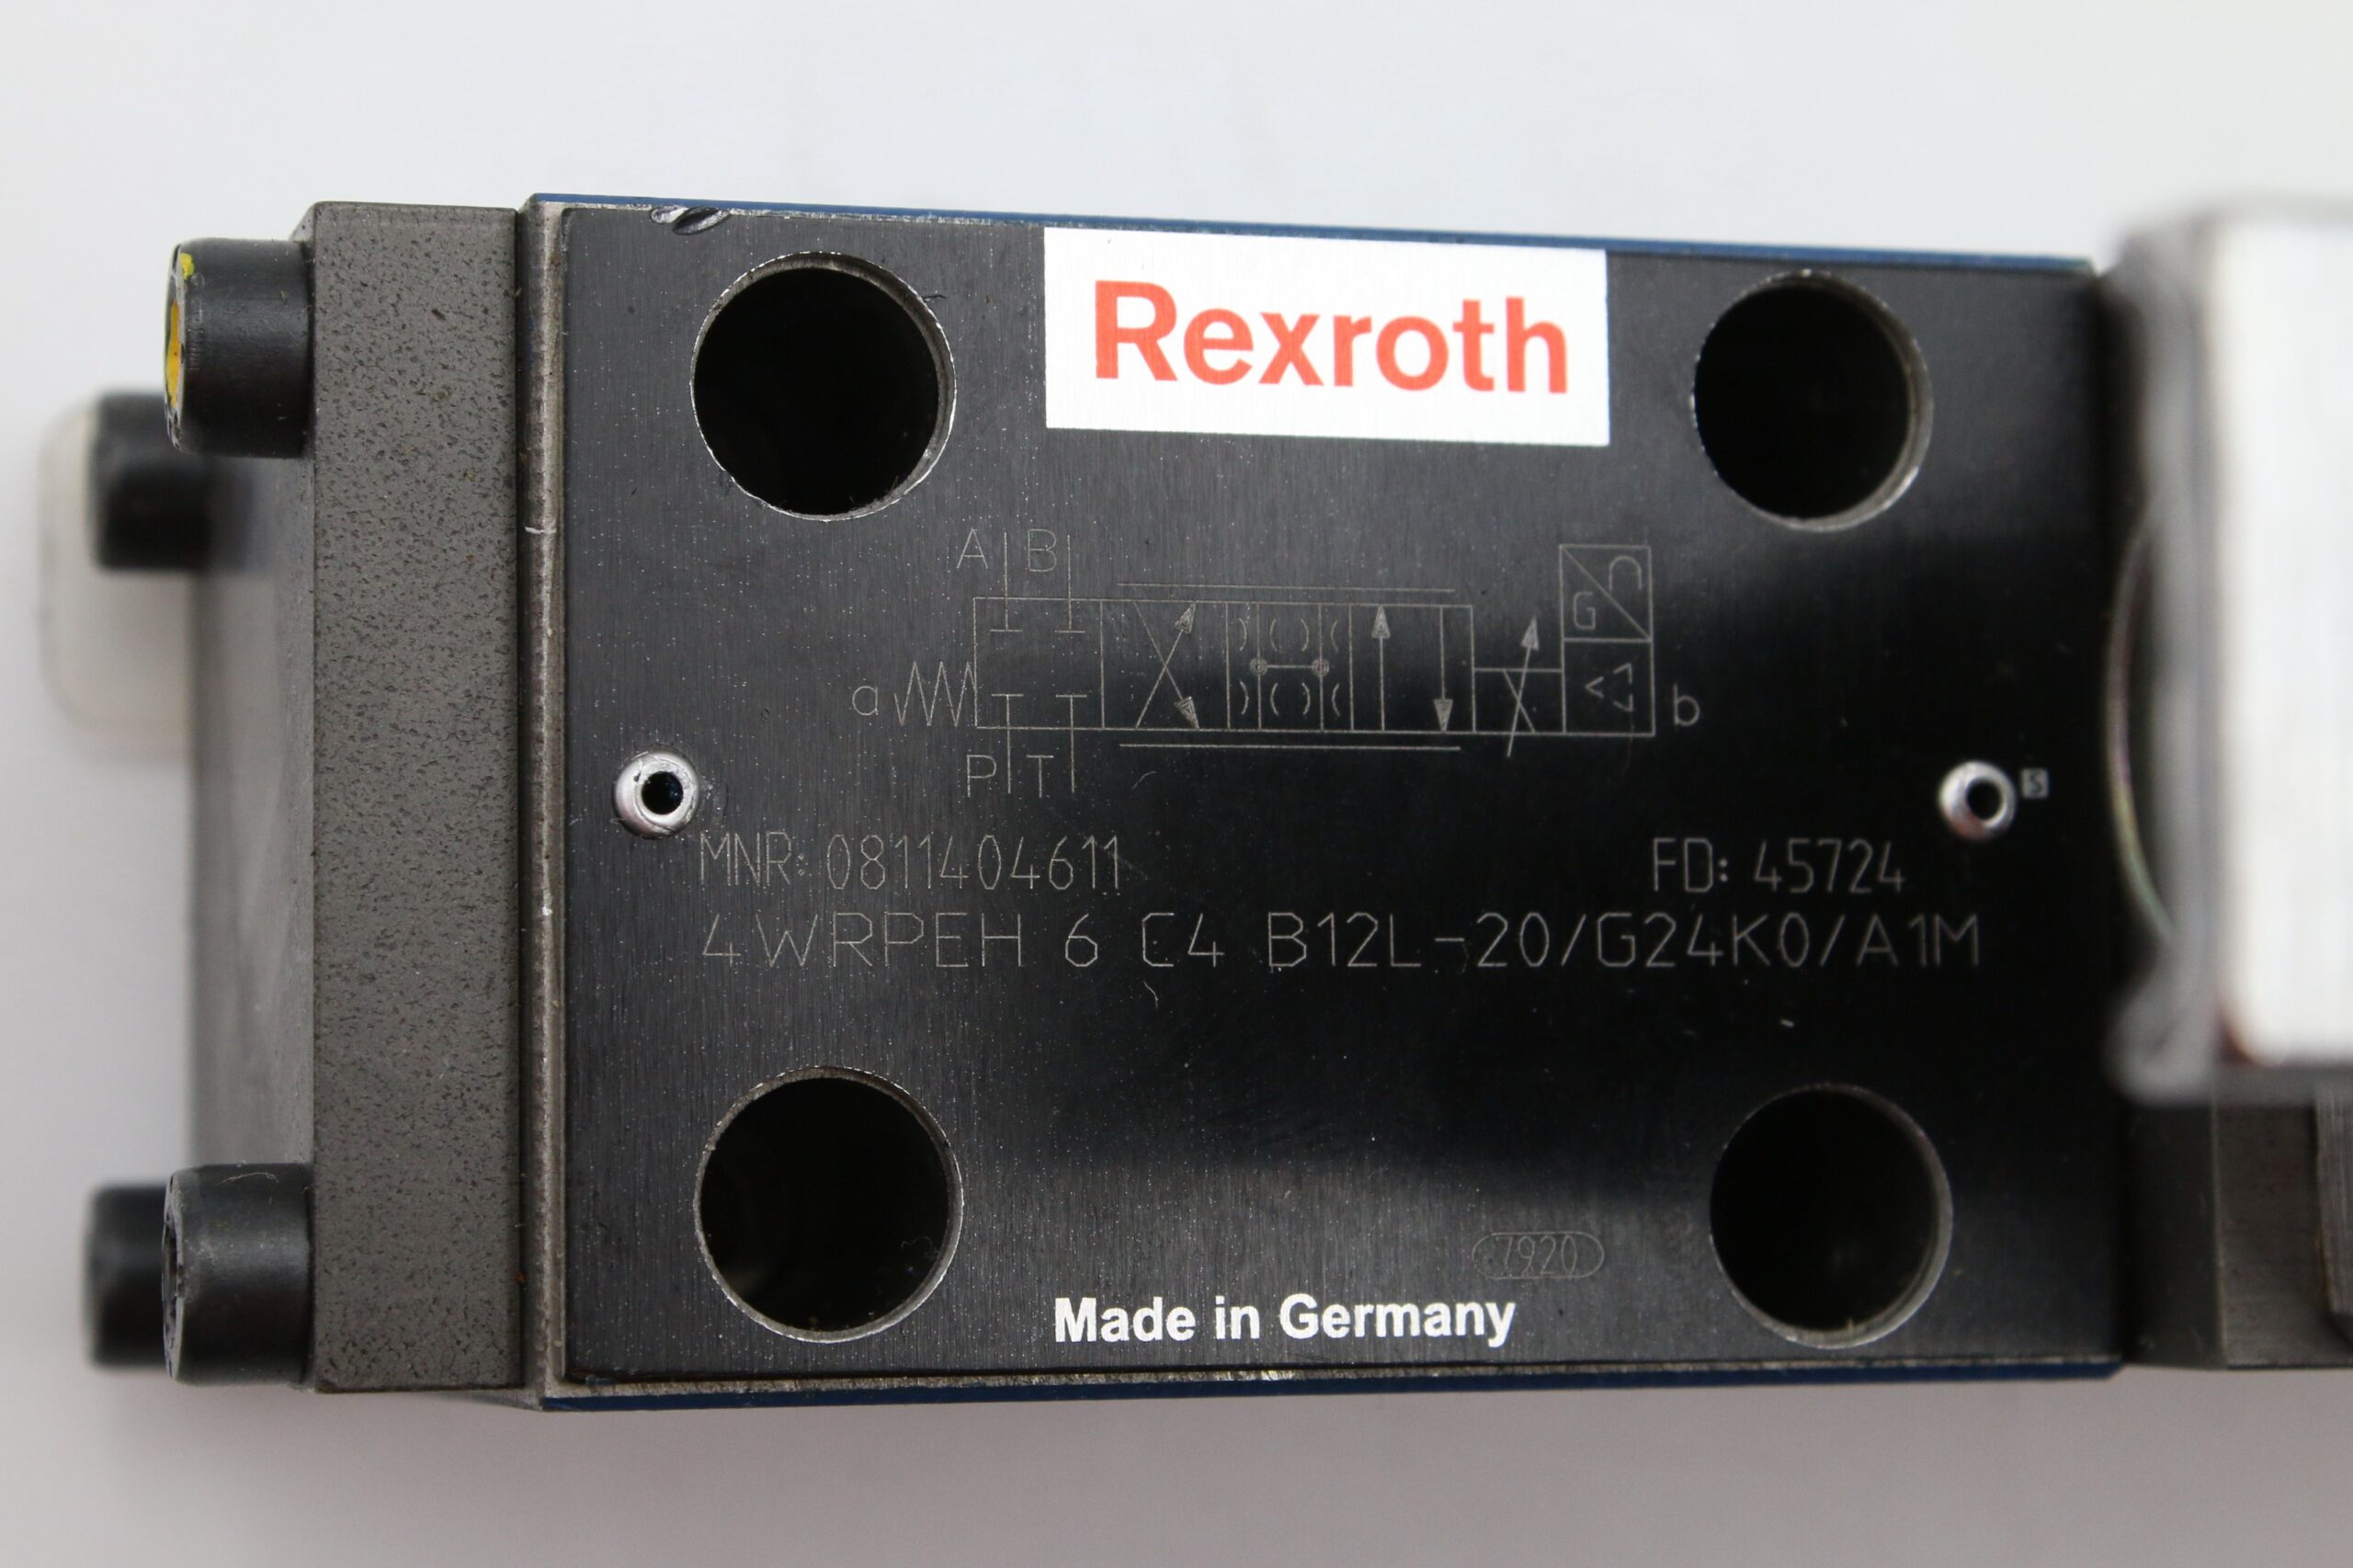 Rexroth
A B
G
a b
P T
S
MNR: 0811404611 FD: 45724
4WRPEH 6 C4 B12L-20/G24K0/A1M
7920
Made in Germany